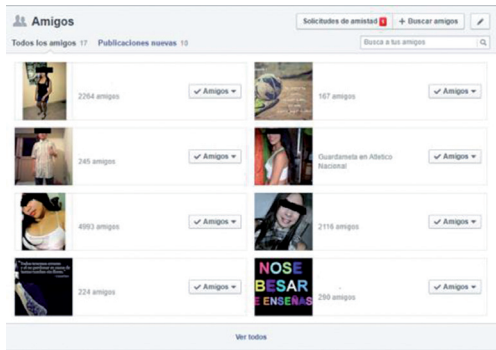 Amigos
Solicitudes de amistad
+ Buscar amigos
Todos los amigos 17
Publicaciones nuevas 10
Busca a tus amigos
2264 amigos
Amigos
167 amigos
Amigos
245 amigos
Amigos
Guardameta en Atletico
Nacional
Amigos
4993 amigos
Amigos
2116 amigos
Amigos
224 amigos
Amigos
NOSE
BESAR
E ENSEÑAS
290 amigos
Amigos
Ver todos